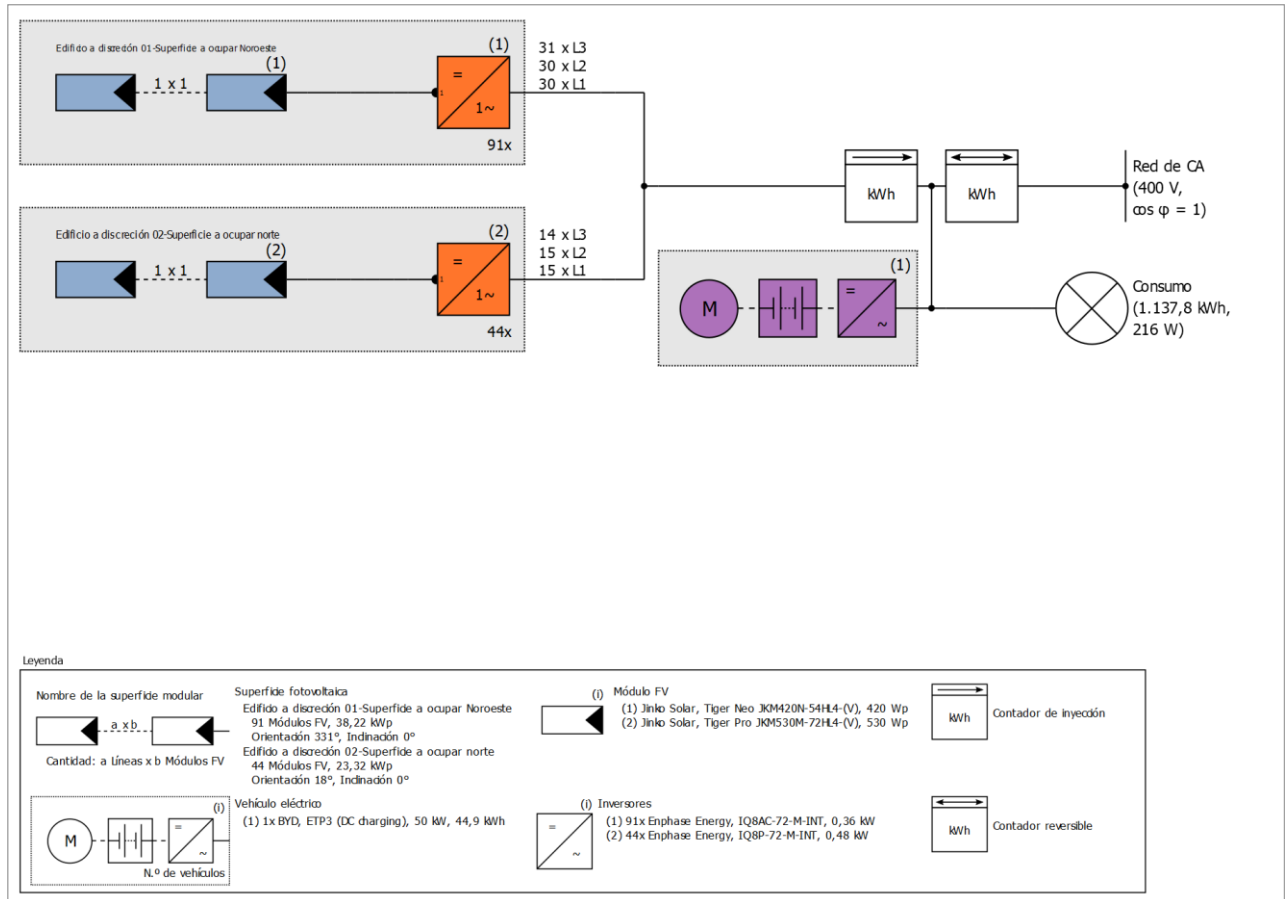 Edificio a discreción 01-Superficie a ocupar Noroeste
(1)
1 x 1
(1)
=
1
1~
91x
31 x L3
30 x L2
30 x L1
Edificio a discreción 02-Superficie a ocupar norte
(2)
1 x 1
(2)
=
1
1~
44x
14 x L3
15 x L2
15 x L1
kWh
kWh
Red de CA
(400 V,
cos φ = 1)
(1)
M
=
~
Consumo
(1.137,8 kWh,
216 W)
Leyenda
Nombre de la superficie modular
a x b
Cantidad: a Líneas x b Módulos FV
Superficie fotovoltaica
Edificio a discreción 01-Superficie a ocupar Noroeste
91 Módulos FV, 38,22 kWp
Orientación 331°, Inclinación 0°
Edificio a discreción 02-Superficie a ocupar norte
44 Módulos FV, 23,32 kWp
Orientación 18°, Inclinación 0°
(i) Módulo FV
(1) Jinko Solar, Tiger Neo JKM420N-54HL4-(V), 420 Wp
(2) Jinko Solar, Tiger Pro JKM530M-72HL4-(V), 530 Wp
kWh
Contador de inyección
(i)
M
=
~
N.º de vehículos
Vehículo eléctrico
(1) 1x BYD, ETP3 (DC charging), 50 kW, 44,9 kWh
(i) Inversores
=
~
(1) 91x Enphase Energy, IQ8AC-72-M-INT, 0,36 kW
(2) 44x Enphase Energy, IQ8P-72-M-INT, 0,48 kW
kWh
Contador reversible